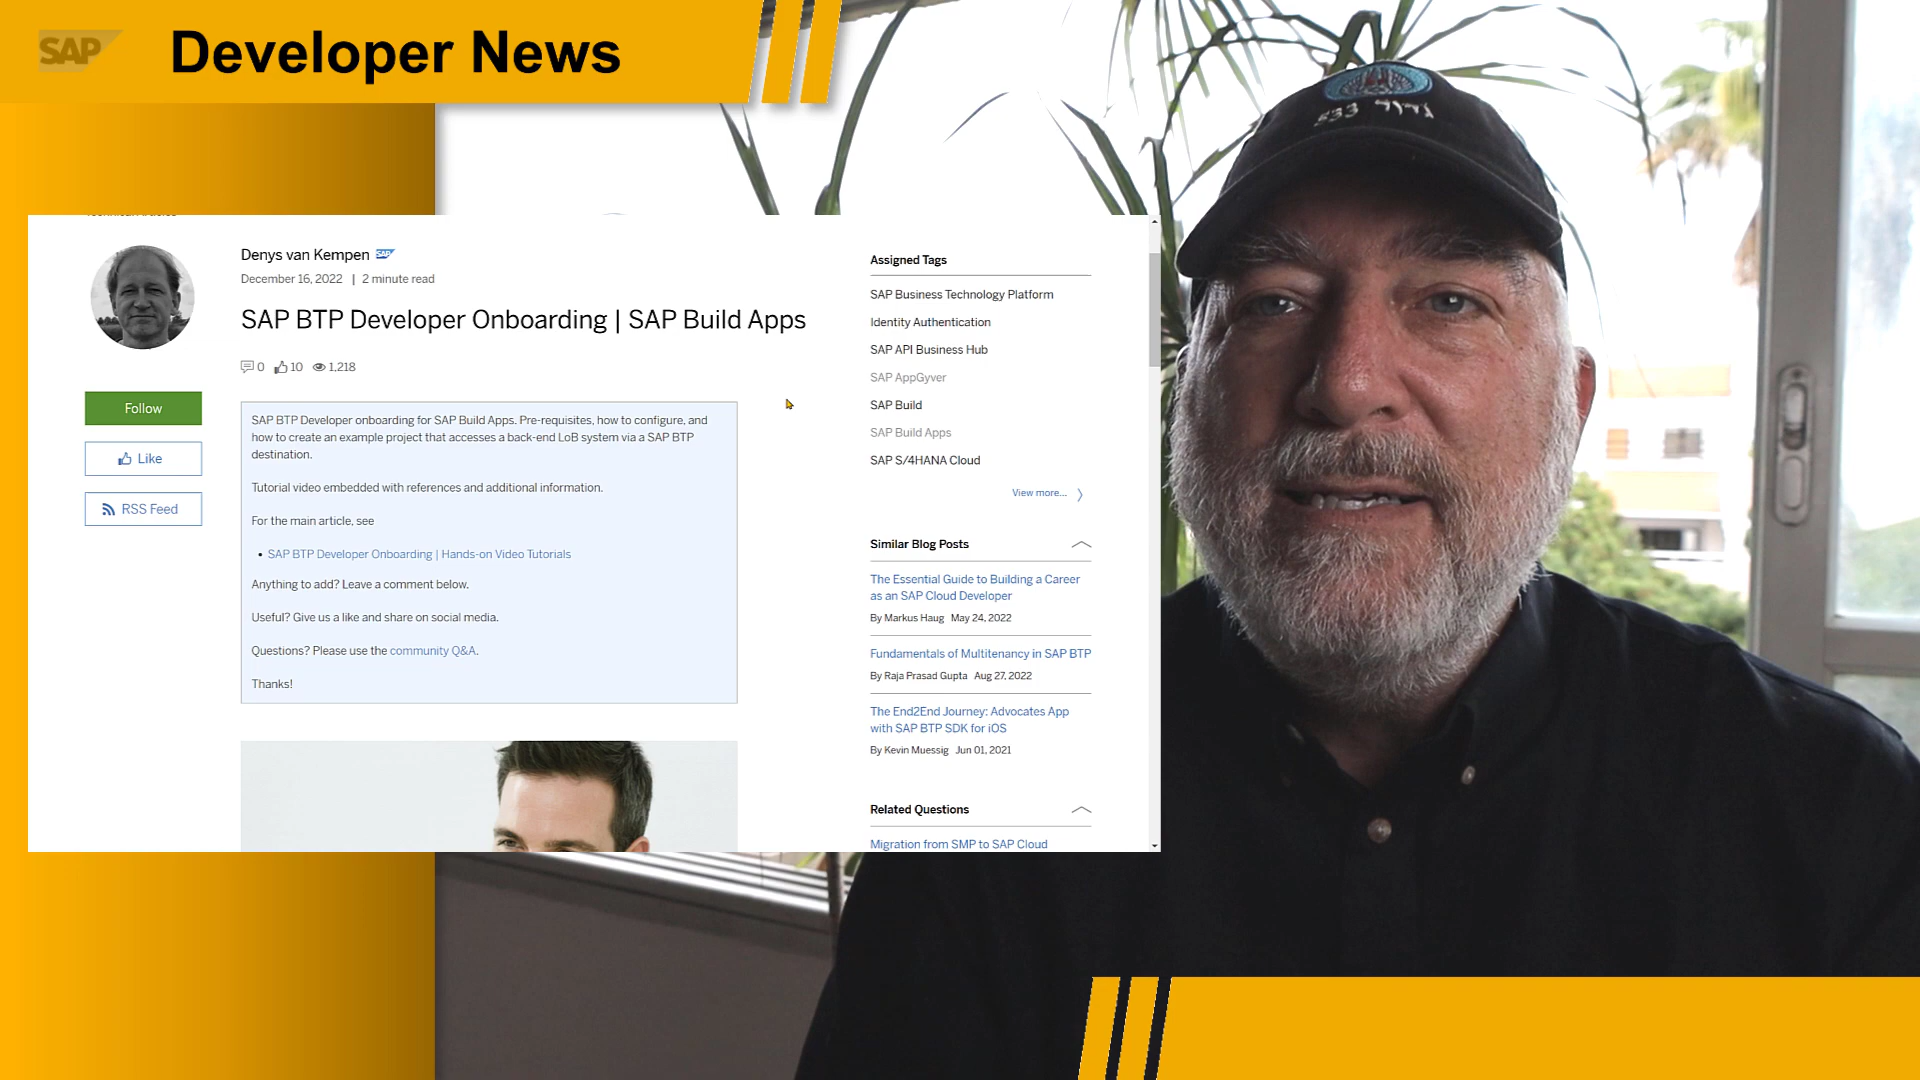 SAP
Developer News
Denys van Kempen SAP
December 16, 2022 | 2 minute read
SAP BTP Developer Onboarding | SAP Build Apps
0 10 1,218
Follow
Like
RSS Feed
SAP BTP Developer onboarding for SAP Build Apps. Pre-requisites, how to configure, and
how to create an example project that accesses a back-end LoB system via a SAP BTP
destination.
Tutorial video embedded with references and additional information.
For the main article, see
• SAP BTP Developer Onboarding | Hands-on Video Tutorials
Anything to add? Leave a comment below.
Useful? Give us a like and share on social media.
Questions? Please use the community Q&A.
Thanks!
Assigned Tags
SAP Business Technology Platform
Identity Authentication
SAP API Business Hub
SAP AppGyver
SAP Build
SAP Build Apps
SAP S/4HANA Cloud
View more...
Similar Blog Posts
The Essential Guide to Building a Career
as an SAP Cloud Developer
By Markus Haug May 24, 2022
Fundamentals of Multitenancy in SAP BTP
By Raja Prasad Gupta Aug 27, 2022
The End2End Journey: Advocates App
with SAP BTP SDK for iOS
By Kevin Muessig Jun 01, 2021
Related Questions
Migration from SMP to SAP Cloud
533